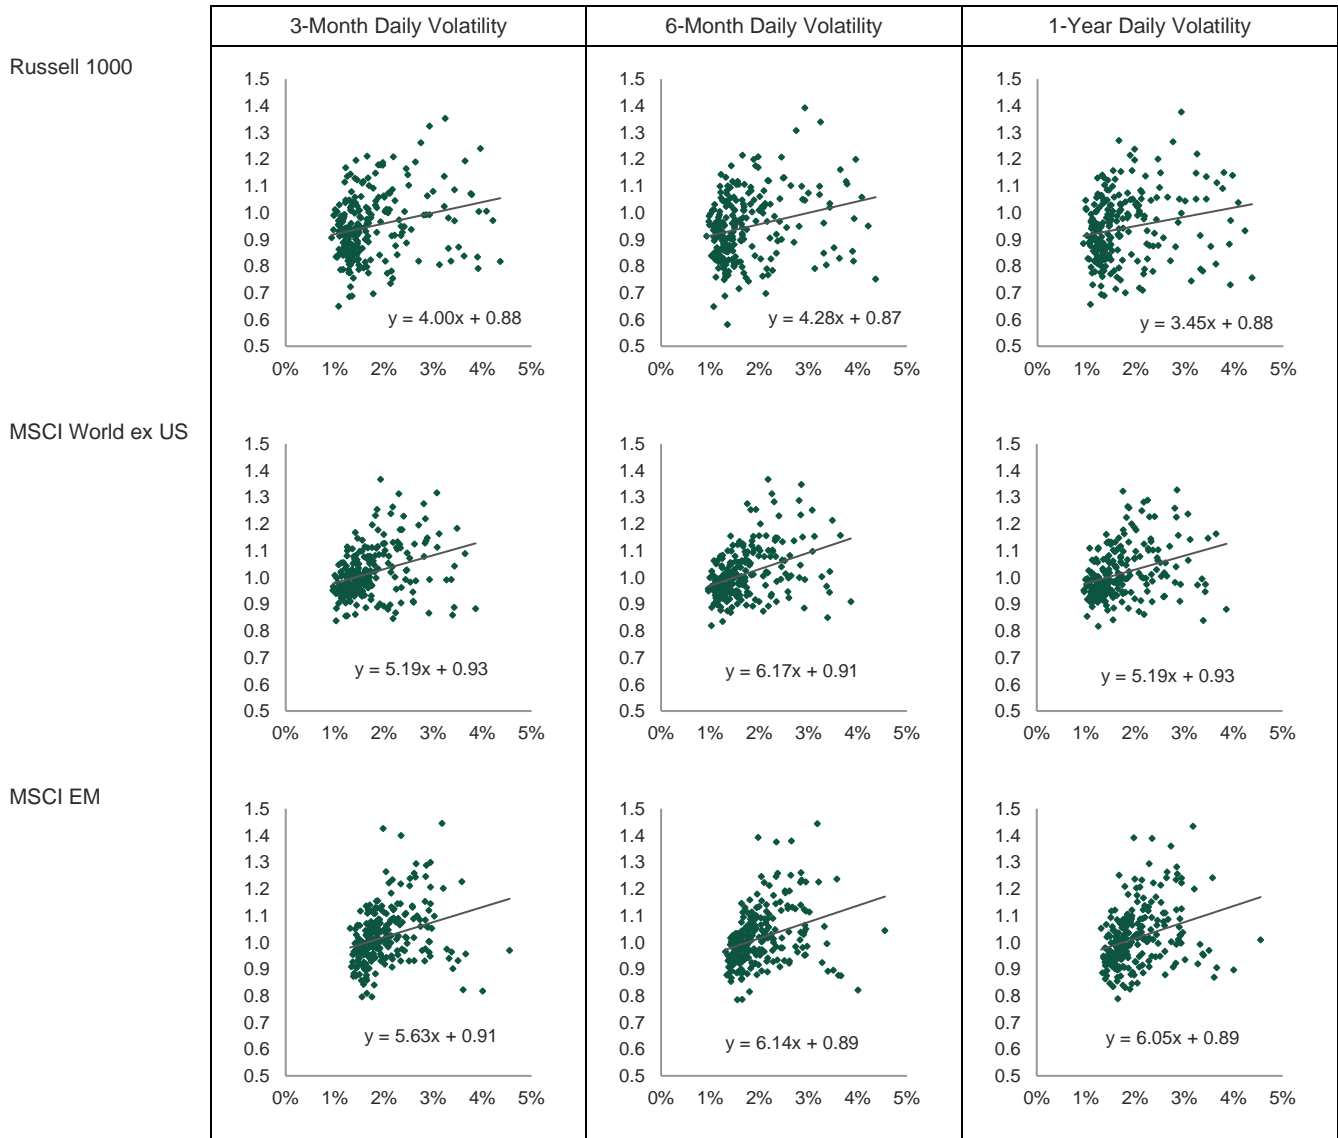 3-Month Daily Volatility 6-Month Daily Volatility 1-Year Daily Volatility
Russell 1000
1.5 1.5 1.5
1.4 1.4 1.4
1.3 1.3 1.3
1.2 1.2 1.2
1.1 1.1 1.1
1.0 1.0 1.0
0.9 0.9 0.9
0.8 0.8 0.8
0.7 0.7 0.7
0.6 y = 4.00x + 0.88 0.6 y = 4.28x + 0.87 0.6 y = 3.45x + 0.88
0.5 0.5 0.5
0% 1% 2% 3% 4% 5% 0% 1% 2% 3% 4% 5% 0% 1% 2% 3% 4% 5%
MSCI World ex US
1.5 1.5 1.5
1.4 1.4 1.4
1.3 1.3 1.3
1.2 1.2 1.2
1.1 1.1 1.1
1.0 1.0 1.0
0.9 0.9 0.9
0.8 0.8 0.8
0.7 y = 5.19x + 0.93 0.7 y = 6.17x + 0.91 0.7 y = 5.19x + 0.93
0.6 0.6 0.6
0.5 0.5 0.5
0% 1% 2% 3% 4% 5% 0% 1% 2% 3% 4% 5% 0% 1% 2% 3% 4% 5%
MSCI EM
1.5 1.5 1.5
1.4 1.4 1.4
1.3 1.3 1.3
1.2 1.2 1.2
1.1 1.1 1.1
1.0 1.0 1.0
0.9 0.9 0.9
0.8 0.8 0.8
0.7 y = 5.63x + 0.91 0.7 y = 6.14x + 0.89 0.7 y = 6.05x + 0.89
0.6 0.6 0.6
0.5 0.5 0.5
0% 1% 2% 3% 4% 5% 0% 1% 2% 3% 4% 5% 0% 1% 2% 3% 4% 5%